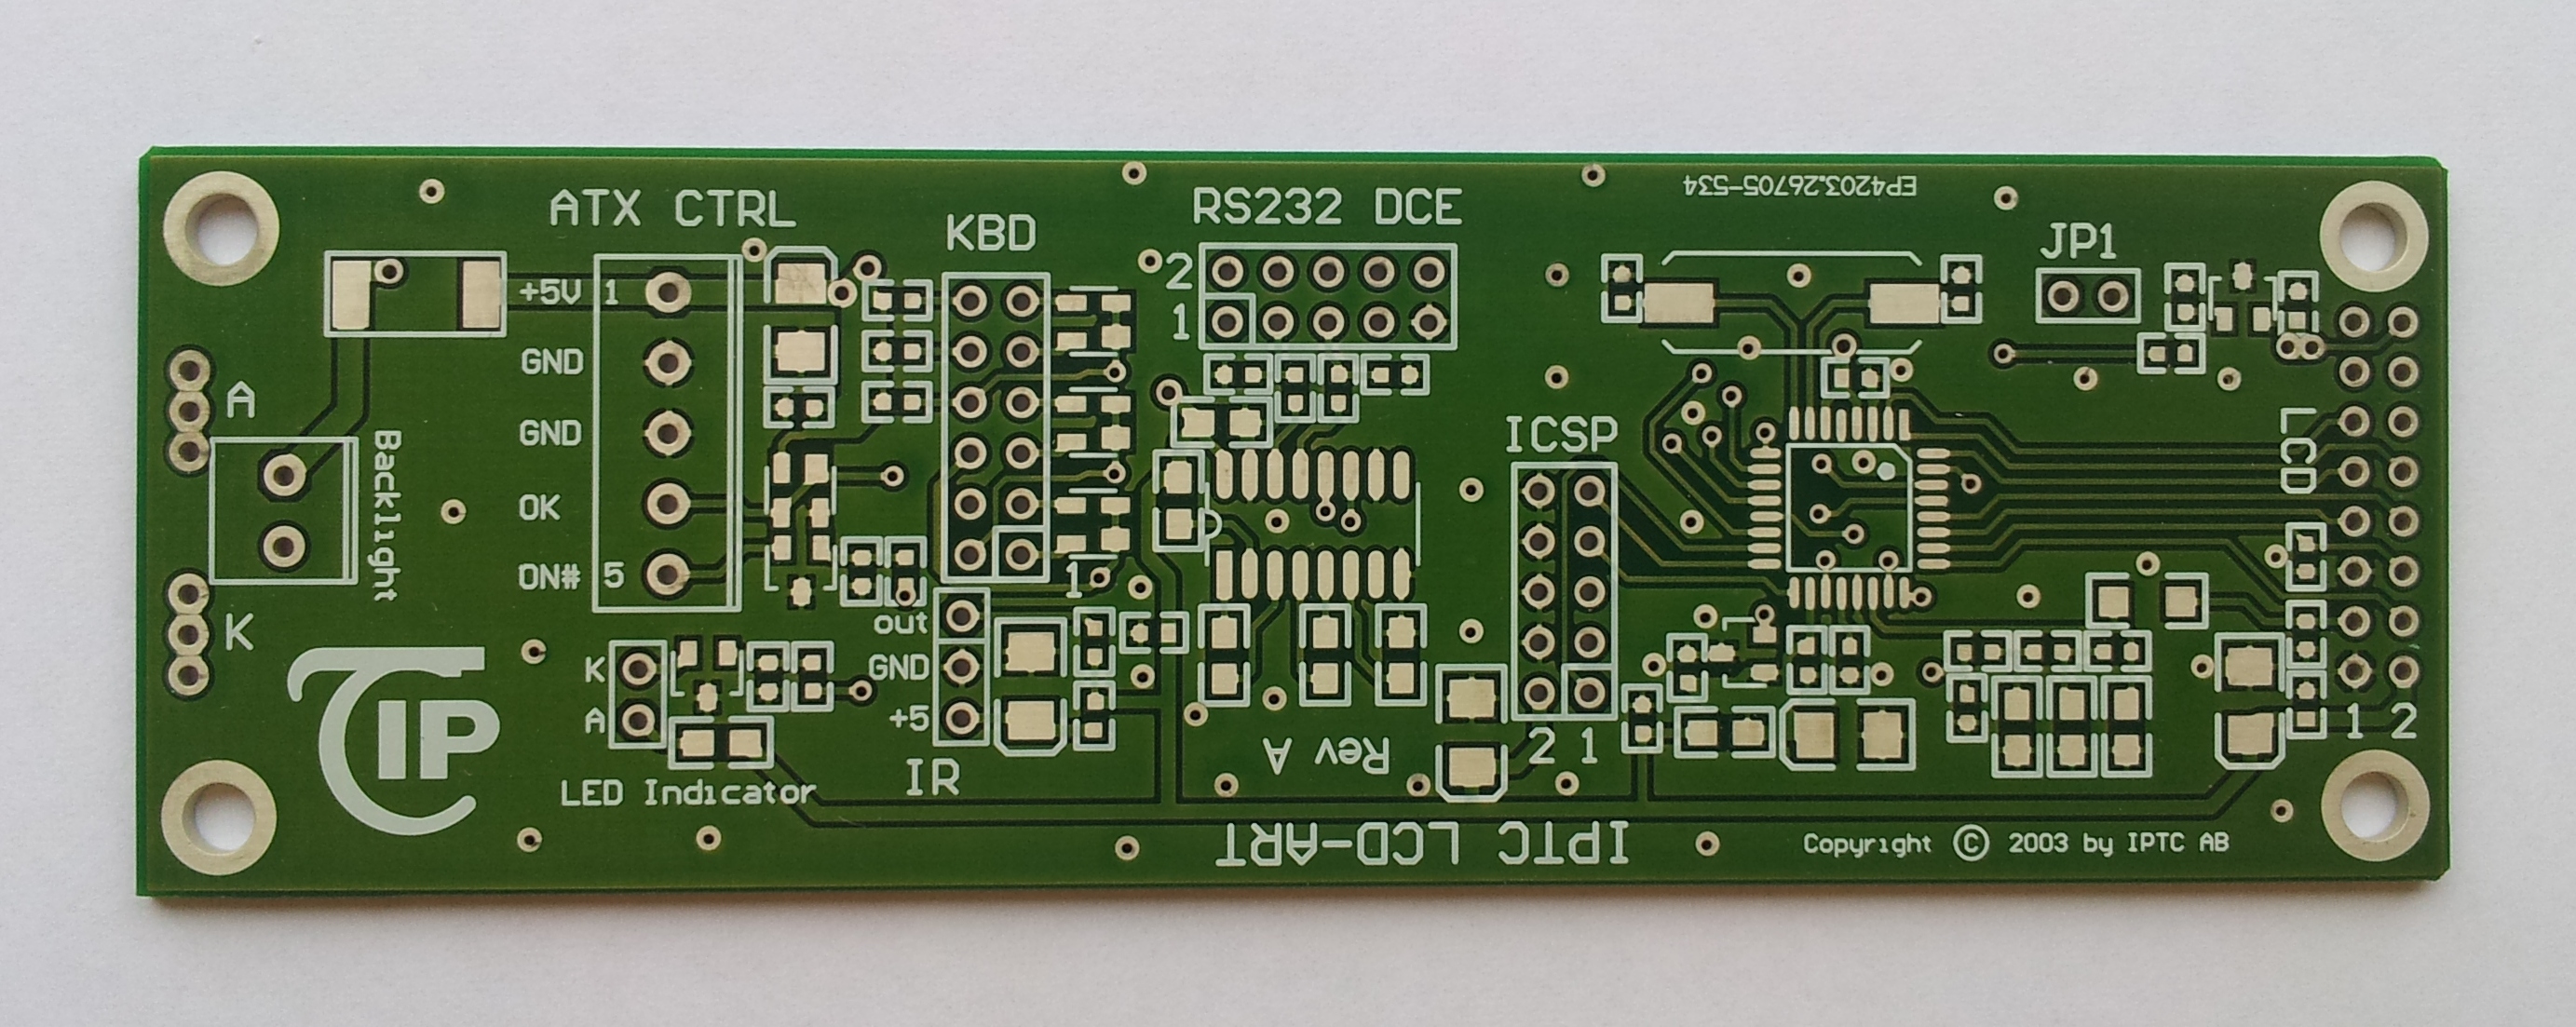 K
A
Backlight
IP
ON#
OK
GND
GND
+5V
5
1
ATX CTRL
A
K
LED Indicator
+5
GND
out
IR
KBD
1
1
2
RS232 DCE
Rev A
IPTC LCD-ART
2
1
ICSP
EP4203.26705-534
Copyright © 2003 by IPTC AB
JP1
LCD
1
2